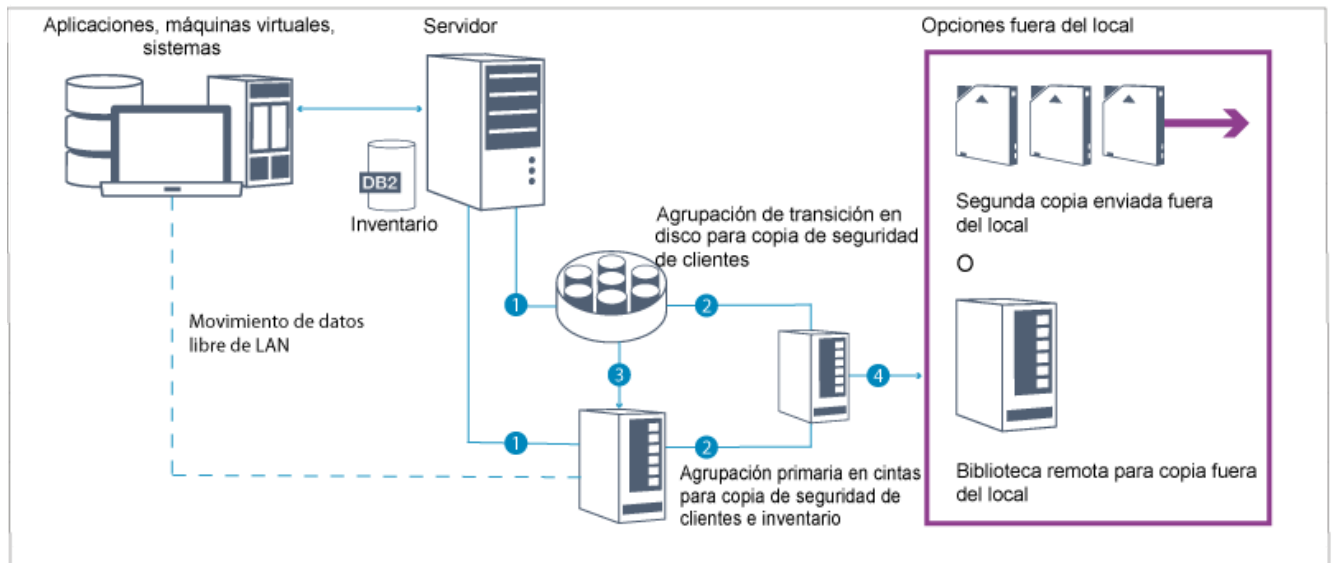 Aplicaciones, máquinas virtuales,
sistemas
Servidor
Opciones fuera del local
DB2
Inventario
Agrupación de transición en
disco para copia de seguridad
de clientes
Segunda copia enviada fuera
del local
O
1
2
Movimiento de datos
libre de LAN
3
4
1
2
Agrupación primaria en cintas
para copia de seguridad de
clientes e inventario
Biblioteca remota para copia fuera
del local